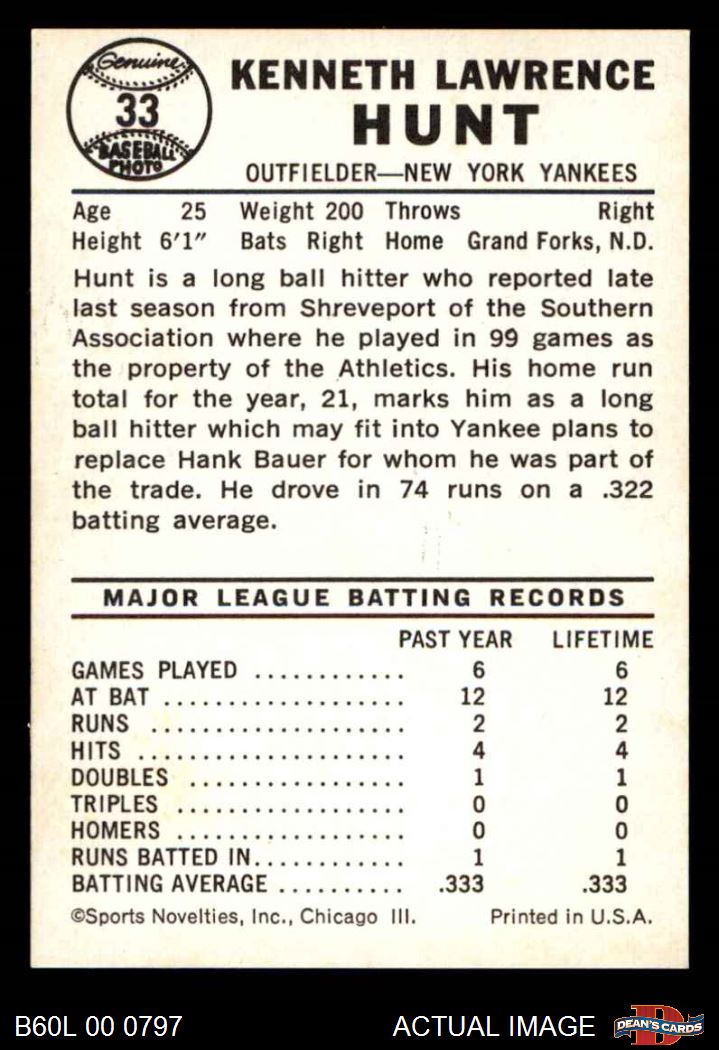 Genuine
33
BASEBALL
PHOTO
KENNETH LAWRENCE
HUNT
OUTFIELDER—NEW YORK YANKEES
Age 25 Weight 200 Throws Right
Height 6'1" Bats Right Home Grand Forks, N.D.
Hunt is a long ball hitter who reported late
last season from Shreveport of the Southern
Association where he played in 99 games as
the property of the Athletics. His home run
total for the year, 21, marks him as a long
ball hitter which may fit into Yankee plans to
replace Hank Bauer for whom he was part of
the trade. He drove in 74 runs on a .322
batting average.
MAJOR LEAGUE BATTING RECORDS
PAST YEAR LIFETIME
GAMES PLAYED ............ 6 6
AT BAT ..................... 12 12
RUNS ...................... 2 2
HITS ....................... 4 4
DOUBLES ................... 1 1
TRIPLES .................... 0 0
HOMERS .................... 0 0
RUNS BATTED IN............. 1 1
BATTING AVERAGE .......... .333 .333
©Sports Novelties, Inc., Chicago Ill. Printed in U.S.A.
B60L 00 0797 ACTUAL IMAGE D DEAN'S CARDS